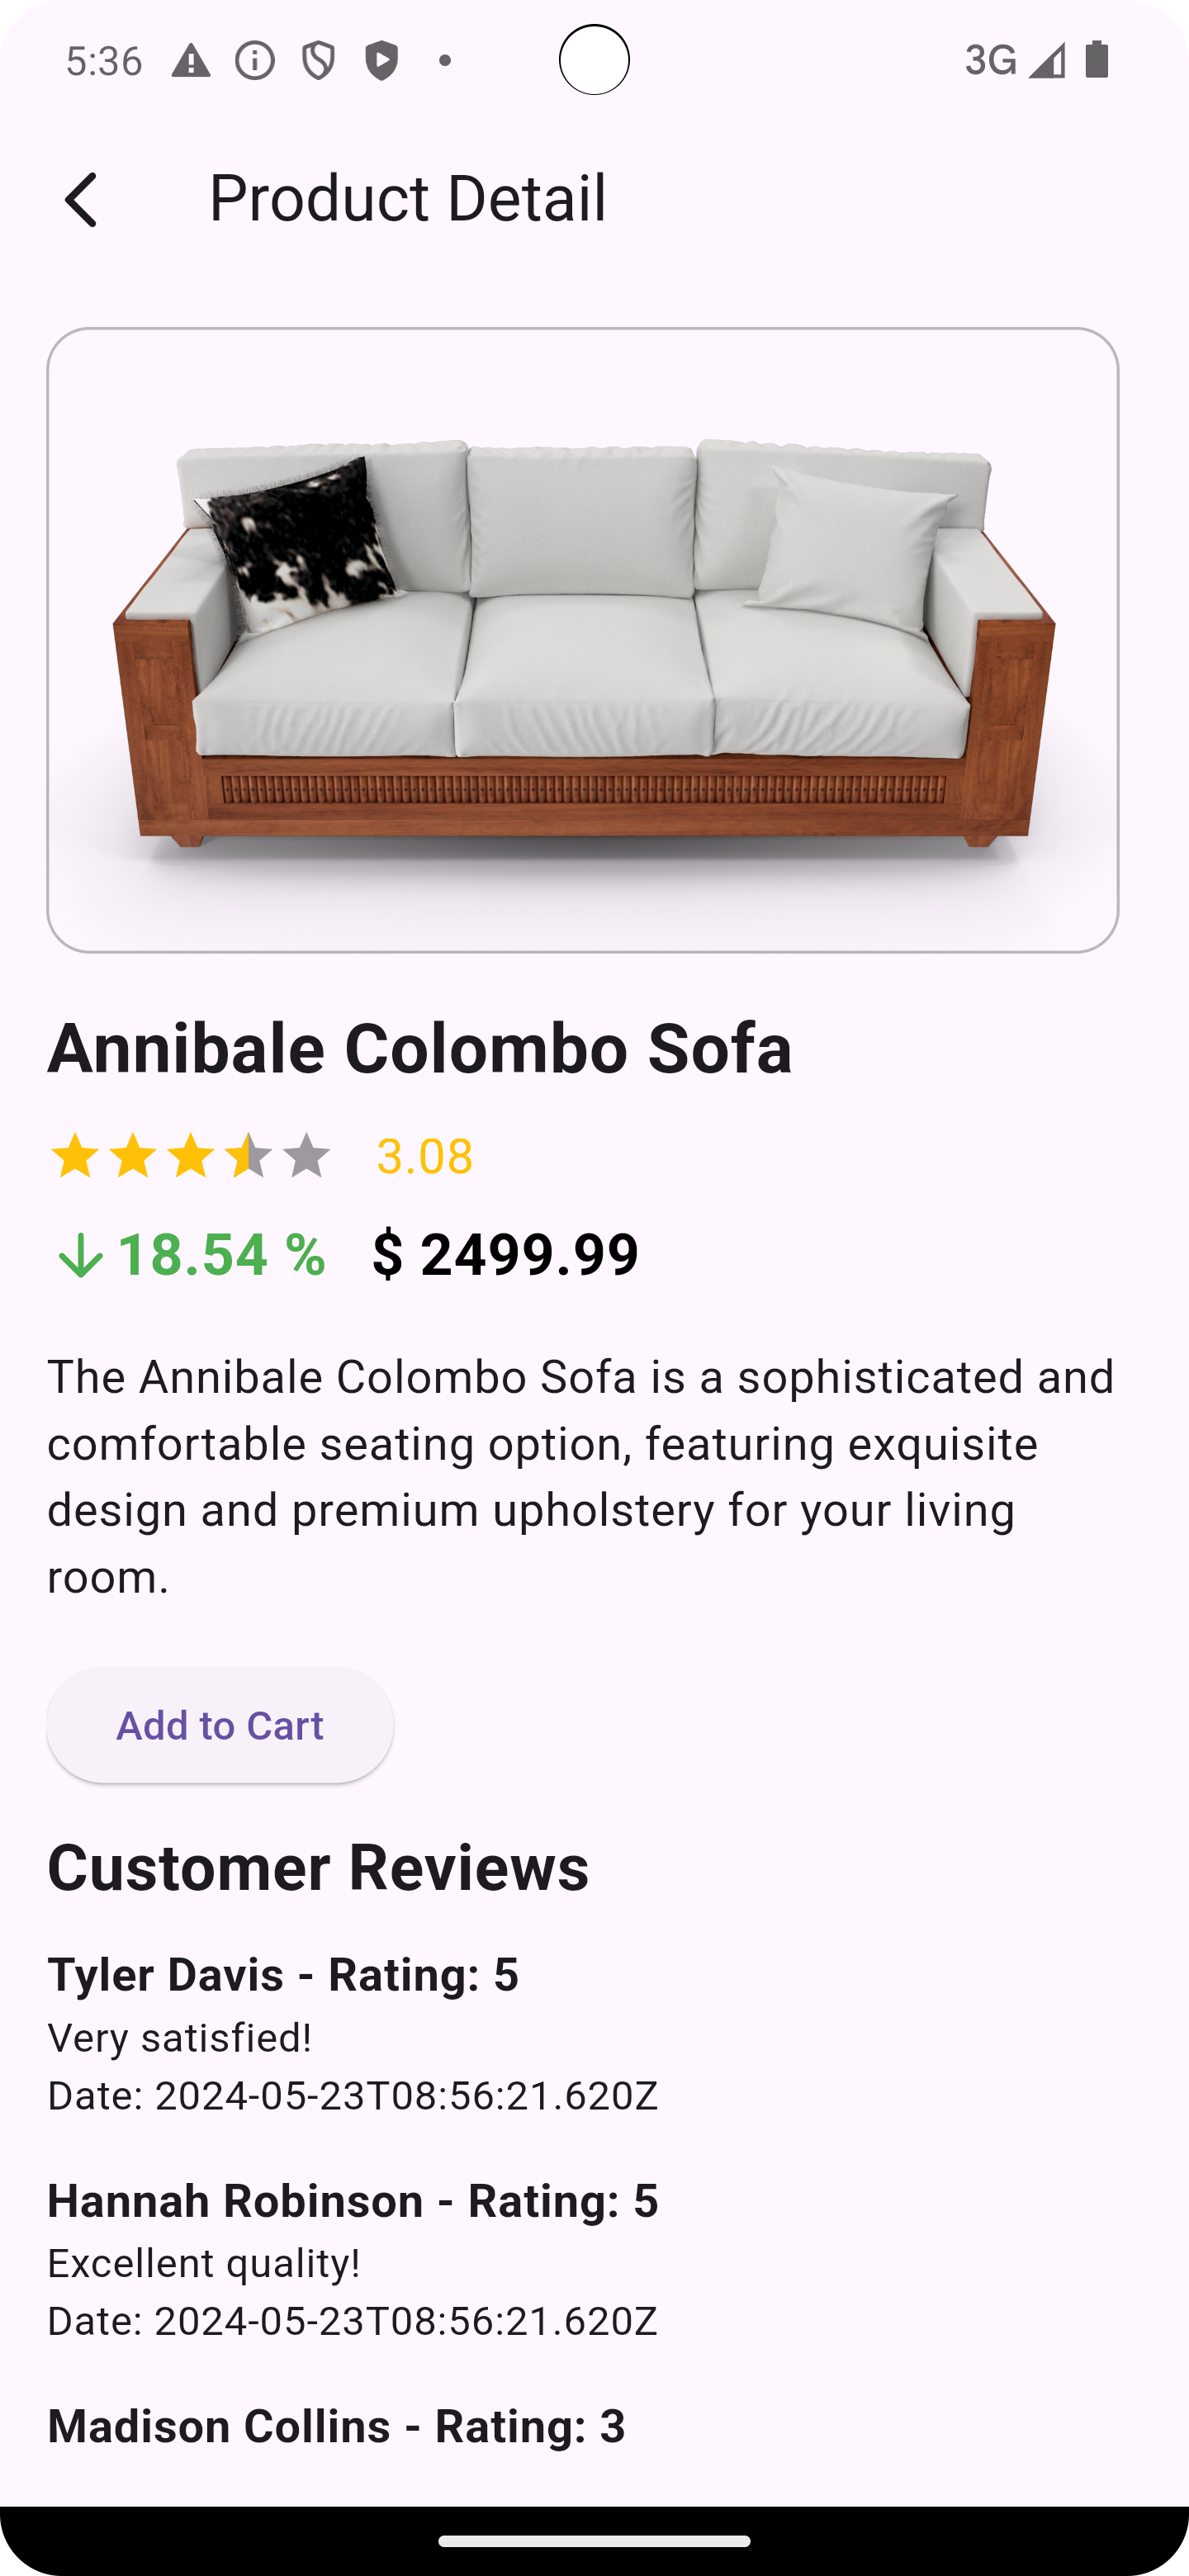 5:36
3G
Product Detail
Annibale Colombo Sofa
3.08
18.54 % $ 2499.99
The Annibale Colombo Sofa is a sophisticated and
comfortable seating option, featuring exquisite
design and premium upholstery for your living
room.
Add to Cart
Customer Reviews
Tyler Davis - Rating: 5
Very satisfied!
Date: 2024-05-23T08:56:21.620Z
Hannah Robinson - Rating: 5
Excellent quality!
Date: 2024-05-23T08:56:21.620Z
Madison Collins - Rating: 3